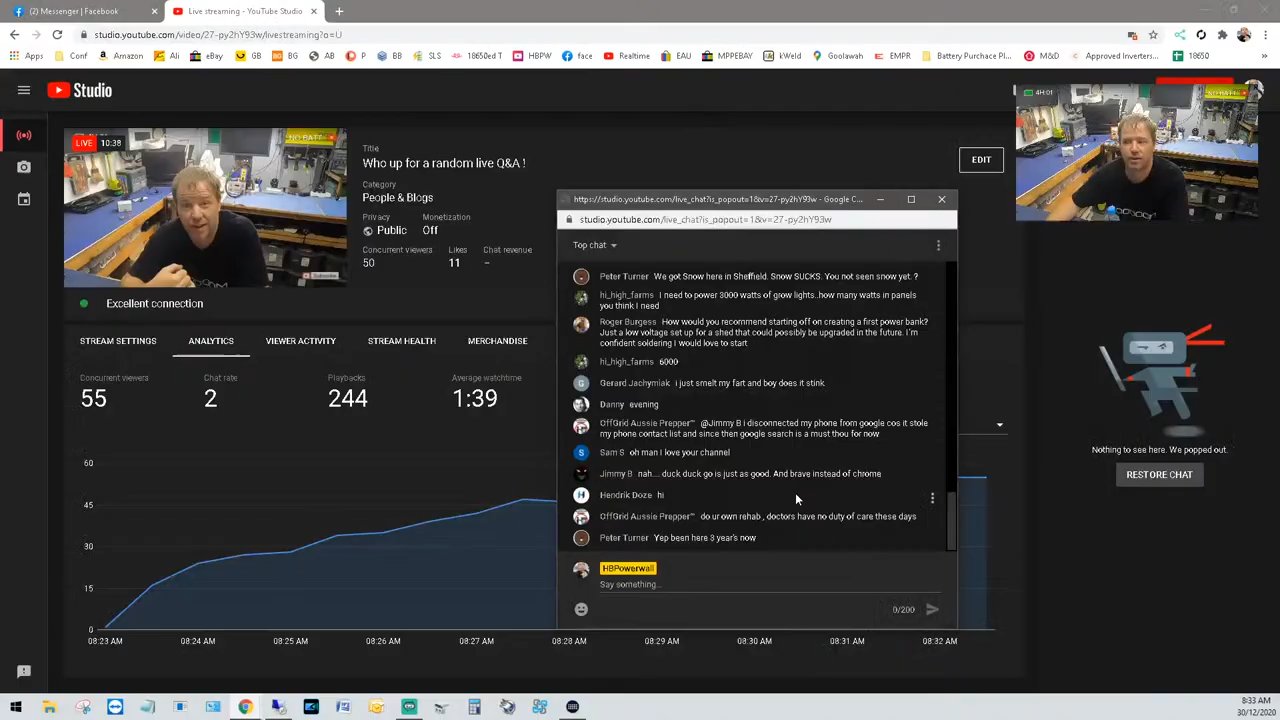 (2) Messenger | Facebook
Live streaming - YouTube Studio
studio.youtube.com/video/27-py2hY93w/livestreaming?o=U
Apps Conf Amazon Ali eBay GB BG AB BB SLS 18650ed T HBPW face Realtime EAU MPPEBAY kWeld Goolawah EMPR Battery Purchace Pl... M&D Approved Inverters... 18650 »
Studio
LIVE 10:38
NO BATT
4H:01
NO BATT
Subscribe
Title
Who up for a random live Q&A !
EDIT
Category
People & Blogs
Privacy Monetization
Public Off
Concurrent viewers Likes Chat revenue
50 11 –
Excellent connection
STREAM SETTINGS ANALYTICS VIEWER ACTIVITY STREAM HEALTH MERCHANDISE
Concurrent viewers Chat rate Playbacks Average watchtime
55 2 244 1:39
60
45
30
15
0
08:23 AM 08:24 AM 08:25 AM 08:26 AM 08:27 AM 08:28 AM 08:29 AM 08:30 AM 08:31 AM 08:32 AM
https://studio.youtube.com/live_chat?is_popout=1&v=27-py2hY93w - Google C...
studio.youtube.com/live_chat?is_popout=1&v=27-py2hY93w
Top chat
Peter Turner We got Snow here in Sheffield. Snow SUCKS. You not seen snow yet. ?
hi_high_farms I need to power 3000 watts of grow lights..how many watts in panels
you think I need
Roger Burgess How would you recommend starting off on creating a first power bank?
Just a low voltage set up for a shed that could possibly be upgraded in the future. I'm
confident soldering I would love to start
hi_high_farms 6000
Gerard Jachymiak i just smelt my fart and boy does it stink
Danny evening
OffGrid Aussie Prepper™ @Jimmy B i disconnected my phone from google cos it stole
my phone contact list and since then google search is a must thou for now
Sam S oh man I love your channel
Jimmy B nah.... duck duck go is just as good. And brave instead of chrome
Hendrik Doze hi
OffGrid Aussie Prepper™ do ur own rehab , doctors have no duty of care these days
Peter Turner Yep been here 3 year's now
HBPowerwall
Say something...
0/200
Nothing to see here. We popped out.
RESTORE CHAT
8:33 AM
30/12/2020